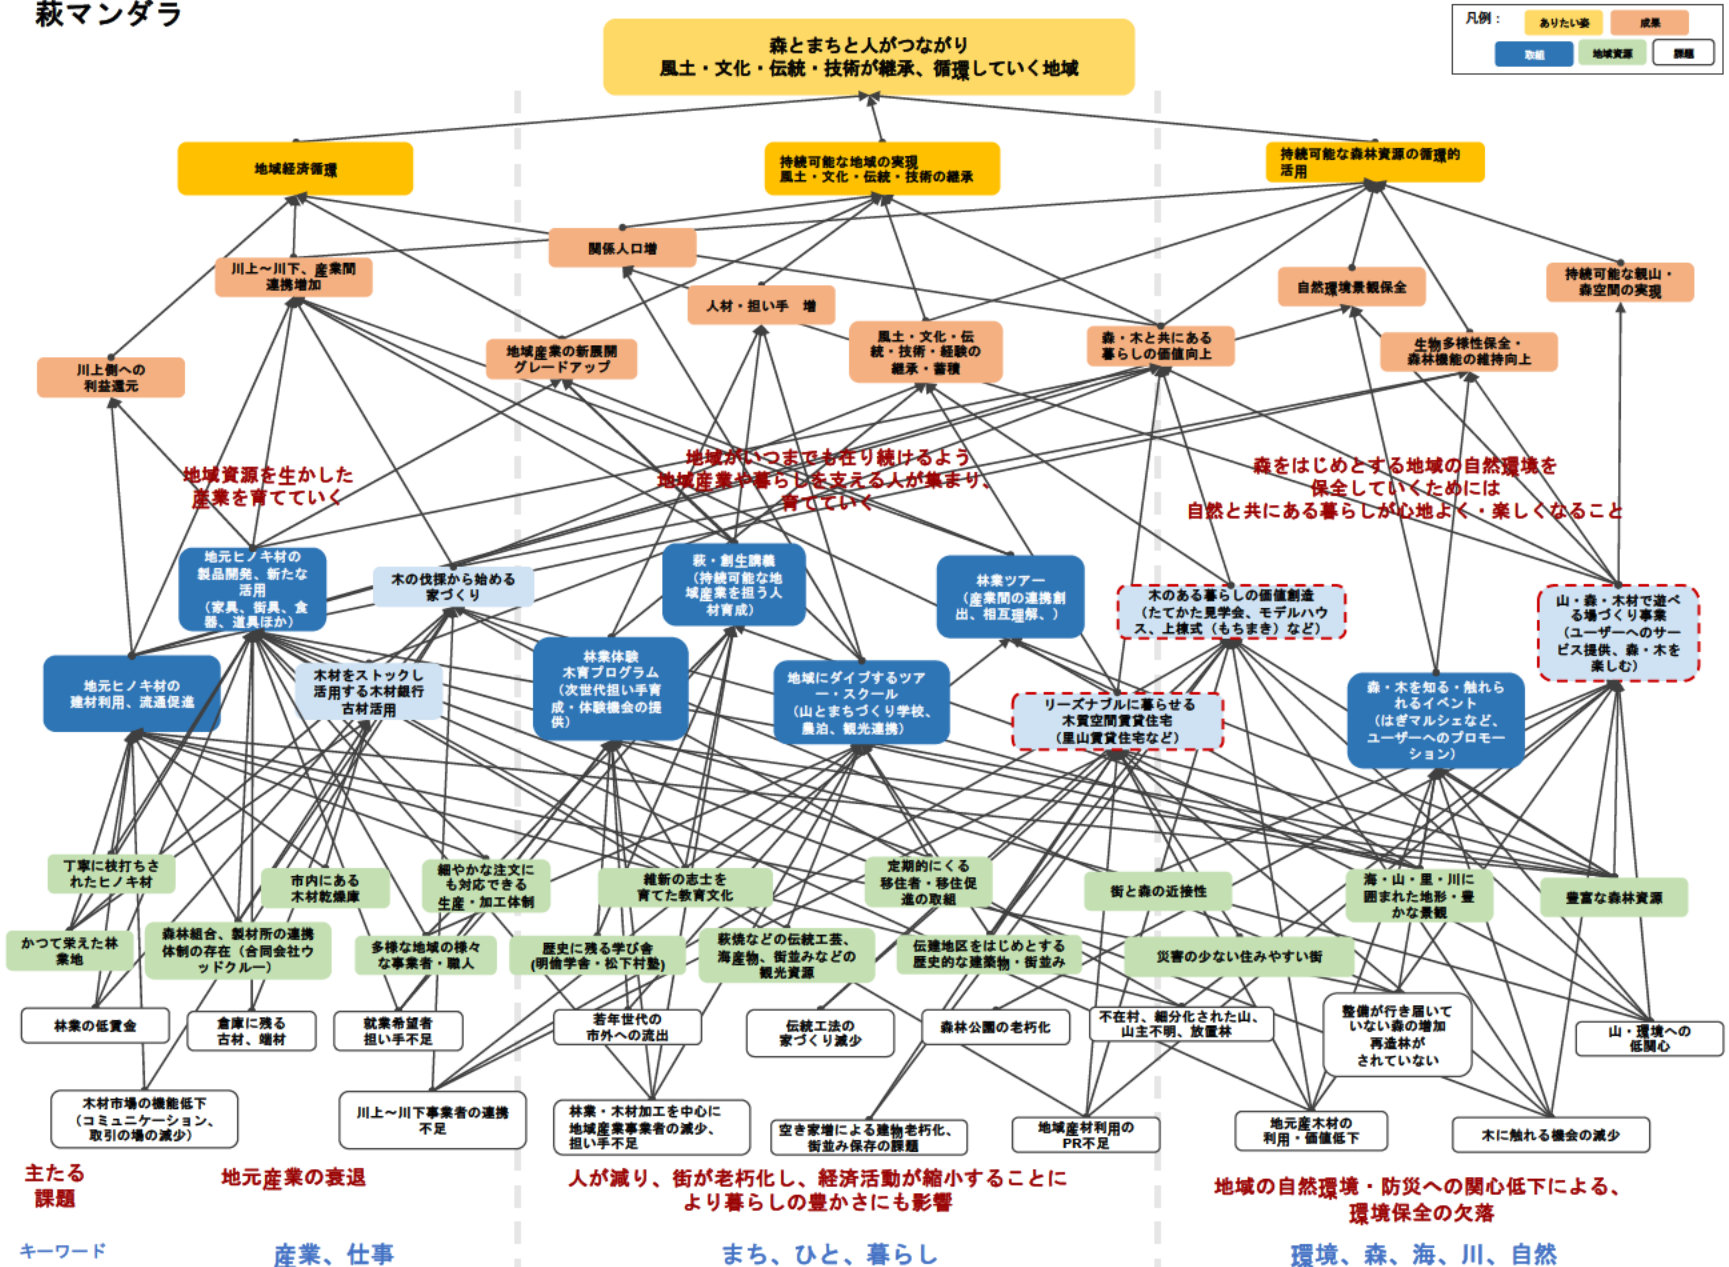 萩マンダラ
凡例：
ありたい姿
成果
取組
地域資源
課題
森とまちと人がつながり
風土・文化・伝統・技術が継承、循環していく地域
地域経済循環
持続可能な地域の実現
風土・文化・伝統・技術の継承
持続可能な森林資源の循環的
活用
関係人口増
川上～川下、産業間
連携増加
人材・担い手　増
自然環境景観保全
持続可能な観山・
森空間の実現
川上側への
利益還元
地域産業の新展開
グレードアップ
風土・文化・伝
統・技術・経験の
継承・蓄積
森・木と共にある
暮らしの価値向上
生物多様性保全・
森林機能の維持向上
地域資源を生かした
産業を育てていく
地域がいつまでも在り続けるよう
地域産業や暮らしを支える人が集まり、
育てていく
森をはじめとする地域の自然環境を
保全していくためには
自然と共にある暮らしが心地よく・楽しくなること
地元ヒノキ材の
製品開発、新たな
活用
（家具、街具、食
器、道具ほか）
木の伐採から始める
家づくり
萩・創生講義
（持続可能な地
域産業を担う人
材育成）
林業ツアー
（産業間の連携創
出、相互理解、）
木のある暮らしの価値創造
（たてかた見学会、モデルハウ
ス、上棟式（もちまき）など）
山・森・木材で遊べ
る場づくり事業
（ユーザーへのサー
ビス提供、森・木を
楽しむ）
地元ヒノキ材の
建材利用、流通促進
木材をストックし
活用する木材銀行
古材活用
林業体験
木育プログラム
（次世代担い手育
成・体験機会の提
供）
地域にダイブするツア
ー・スクール
（山とまちづくり学校、
農泊、観光連携）
リーズナブルに暮らせる
木質空間賃貸住宅
（里山賃貸住宅など）
森・木を知る・触れら
れるイベント
（はぎマルシェなど、
ユーザーへのプロモー
ション）
丁寧に枝打ちさ
れたヒノキ材
市内にある
木材乾燥庫
細やかな注文に
も対応できる
生産・加工体制
維新の志士を
育てた教育文化
定期的にくる
移住者・移住促
進の取組
街と森の近接性
海・山・里・川に
囲まれた地形・豊
かな景観
豊富な森林資源
かつて栄えた林
業地
森林組合、製材所の連携
体制の存在（合同会社ウ
ッドクルー）
多様な地域の様々
な事業者・職人
歴史に残る学び舎
(明倫学舎・松下村塾)
萩焼などの伝統工芸、
海産物、街並みなどの
観光資源
伝建地区をはじめとする
歴史的な建築物・街並み
災害の少ない住みやすい街
林業の低賃金
倉庫に残る
古材、端材
就業希望者
担い手不足
若年世代の
市外への流出
伝統工法の
家づくり減少
森林公園の老朽化
不在村、細分化された山、
山主不明、放置林
整備が行き届いて
いない森の増加
再造林が
されていない
山・環境への
低関心
木材市場の機能低下
（コミュニケーション、
取引の場の減少）
川上～川下事業者の連携
不足
林業・木材加工を中心に
地域産業事業者の減少、
担い手不足
空き家増による建物老朽化、
街並み保存の課題
地域産材利用の
PR不足
地元産木材の
利用・価値低下
木に触れる機会の減少
主たる
課題
地元産業の衰退
人が減り、街が老朽化し、経済活動が縮小することに
より暮らしの豊かさにも影響
地域の自然環境・防災への関心低下による、
環境保全の欠落
キーワード
産業、仕事
まち、ひと、暮らし
環境、森、海、川、自然